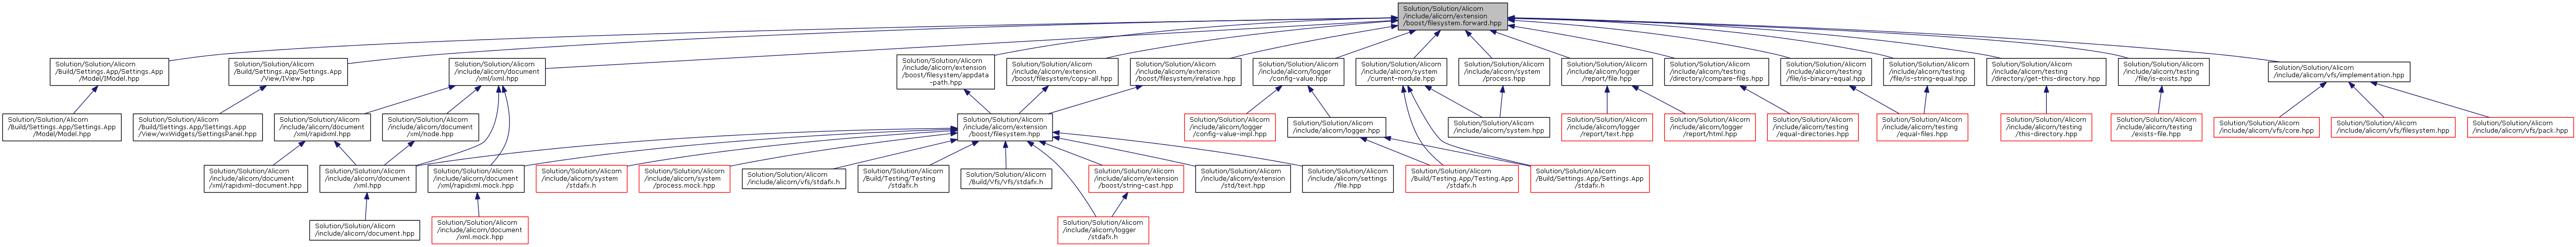 Solution/Solution/Alicorn
/include/alicorn/extension
/boost/filesystem.forward.hpp
Solution/Solution/Alicorn
/Build/Settings.App/Settings.App
/Model/IModel.hpp
Solution/Solution/Alicorn
/Build/Settings.App/Settings.App
/View/IView.hpp
Solution/Solution/Alicorn
/include/alicorn/document
/xml/ixml.hpp
Solution/Solution/Alicorn
/include/alicorn/extension
/boost/filesystem/appdata
-path.hpp
Solution/Solution/Alicorn
/include/alicorn/extension
/boost/filesystem/copy-all.hpp
Solution/Solution/Alicorn
/include/alicorn/extension
/boost/filesystem/relative.hpp
Solution/Solution/Alicorn
/include/alicorn/logger
/config-value.hpp
Solution/Solution/Alicorn
/include/alicorn/system
/current-module.hpp
Solution/Solution/Alicorn
/include/alicorn/system
/process.hpp
Solution/Solution/Alicorn
/include/alicorn/logger
/report/file.hpp
Solution/Solution/Alicorn
/include/alicorn/testing
/directory/compare-files.hpp
Solution/Solution/Alicorn
/include/alicorn/testing
/file/is-binary-equal.hpp
Solution/Solution/Alicorn
/include/alicorn/testing
/file/is-string-equal.hpp
Solution/Solution/Alicorn
/include/alicorn/testing
/directory/get-this-directory.hpp
Solution/Solution/Alicorn
/include/alicorn/testing
/file/is-exists.hpp
Solution/Solution/Alicorn
/include/alicorn/vfs/implementation.hpp
Solution/Solution/Alicorn
/Build/Settings.App/Settings.App
/Model/Model.hpp
Solution/Solution/Alicorn
/Build/Settings.App/Settings.App
/View/wxWidgets/SettingsPanel.hpp
Solution/Solution/Alicorn
/include/alicorn/document
/xml/rapidxml.hpp
Solution/Solution/Alicorn
/include/alicorn/document
/xml/node.hpp
Solution/Solution/Alicorn
/include/alicorn/extension
/boost/filesystem.hpp
Solution/Solution/Alicorn
/include/alicorn/logger
/config-value-impl.hpp
Solution/Solution/Alicorn
/include/alicorn/logger.hpp
Solution/Solution/Alicorn
/include/alicorn/system.hpp
Solution/Solution/Alicorn
/include/alicorn/logger
/report/text.hpp
Solution/Solution/Alicorn
/include/alicorn/logger
/report/html.hpp
Solution/Solution/Alicorn
/include/alicorn/testing
/equal-directories.hpp
Solution/Solution/Alicorn
/include/alicorn/testing
/equal-files.hpp
Solution/Solution/Alicorn
/include/alicorn/testing
/this-directory.hpp
Solution/Solution/Alicorn
/include/alicorn/testing
/exists-file.hpp
Solution/Solution/Alicorn
/include/alicorn/vfs/core.hpp
Solution/Solution/Alicorn
/include/alicorn/vfs/filesystem.hpp
Solution/Solution/Alicorn
/include/alicorn/vfs/pack.hpp
Solution/Solution/Alicorn
/include/alicorn/document
/xml/rapidxml-document.hpp
Solution/Solution/Alicorn
/include/alicorn/document
/xml.hpp
Solution/Solution/Alicorn
/include/alicorn/document
/xml/rapidxml.mock.hpp
Solution/Solution/Alicorn
/include/alicorn/system
/stdafx.h
Solution/Solution/Alicorn
/include/alicorn/system
/process.mock.hpp
Solution/Solution/Alicorn
/include/alicorn/vfs/stdafx.h
Solution/Solution/Alicorn
/Build/Testing/Testing
/stdafx.h
Solution/Solution/Alicorn
/Build/Vfs/Vfs/stdafx.h
Solution/Solution/Alicorn
/include/alicorn/extension
/boost/string-cast.hpp
Solution/Solution/Alicorn
/include/alicorn/extension
/std/text.hpp
Solution/Solution/Alicorn
/include/alicorn/settings
/file.hpp
Solution/Solution/Alicorn
/Build/Testing.App/Testing.App
/stdafx.h
Solution/Solution/Alicorn
/Build/Settings.App/Settings.App
/stdafx.h
Solution/Solution/Alicorn
/include/alicorn/document.hpp
Solution/Solution/Alicorn
/include/alicorn/document
/xml.mock.hpp
Solution/Solution/Alicorn
/include/alicorn/logger
/stdafx.h